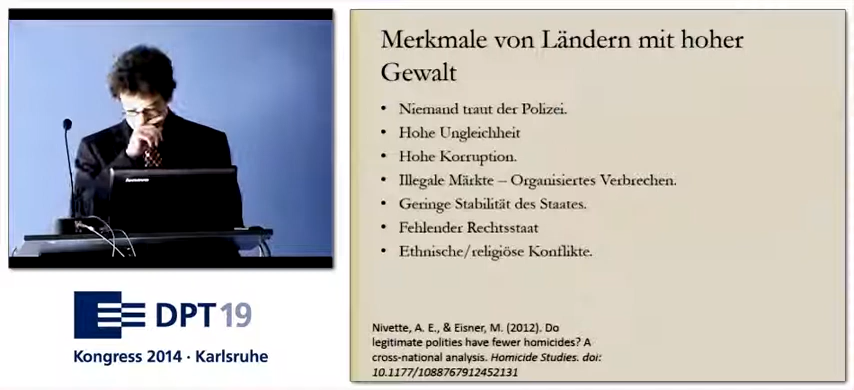 Merkmale von Ländern mit hoher
Gewalt
• Niemand traut der Polizei.
• Hohe Ungleichheit
• Hohe Korruption.
• Illegale Märkte – Organisiertes Verbrechen.
• Geringe Stabilität des Staates.
• Fehlender Rechtsstaat
• Ethnische/religiöse Konflikte.
Nivette, A. E., & Eisner, M. (2012). Do
legitimate polities have fewer homicides? A
cross-national analysis. Homicide Studies. doi:
10.1177/1088767912452131
lenovo
DPT 19
Kongress 2014 · Karlsruhe